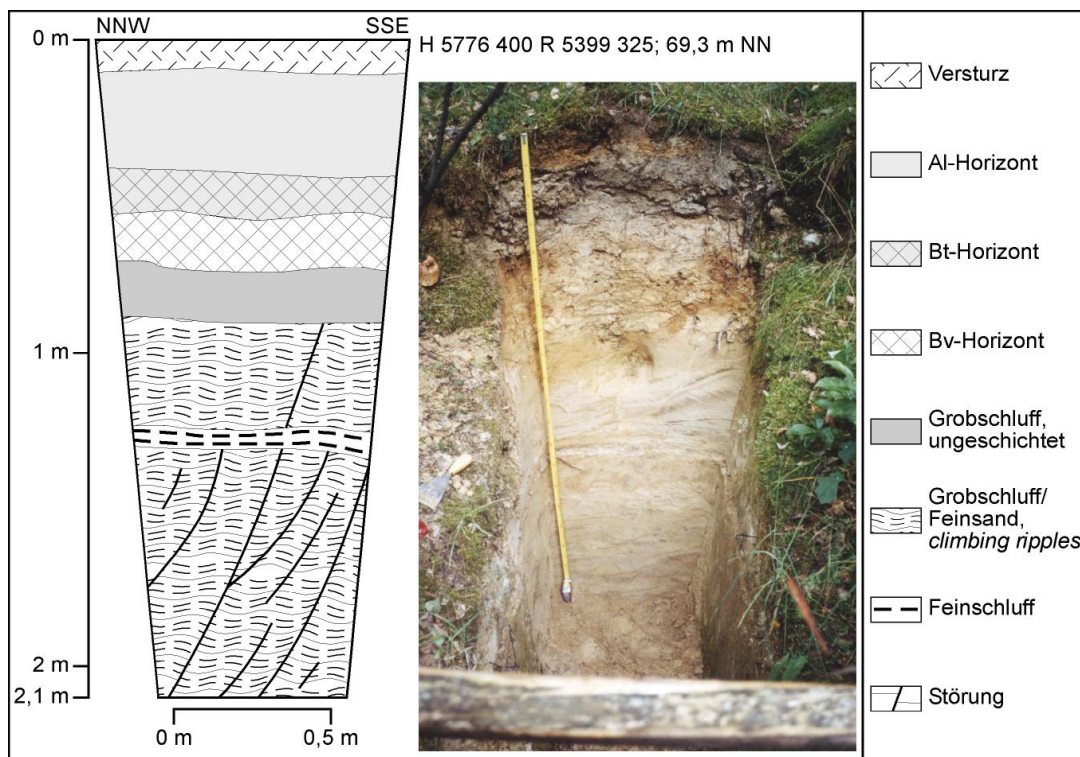 NNW SSE
H 5776 400 R 5399 325; 69,3 m NN
0 m
1 m
2 m
2,1 m
0 m 0,5 m
Versturz
Al-Horizont
Bt-Horizont
Bv-Horizont
Grobschluff,
ungeschichtet
Grobschluff/
Feinsand,
climbing ripples
Feinschluff
Störung